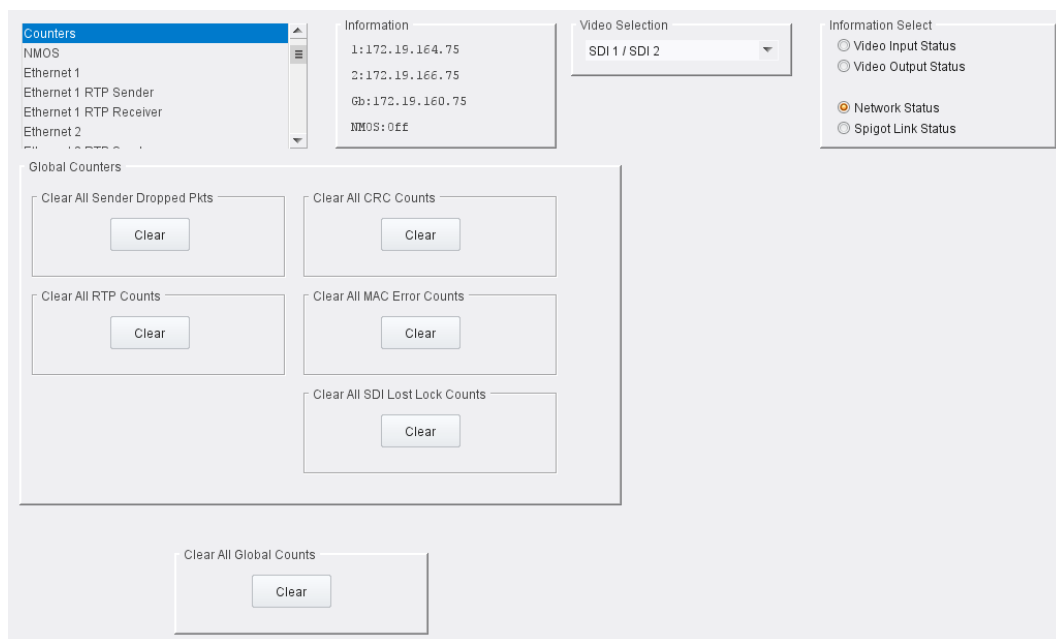 Counters
NMOS
Ethernet 1
Ethernet 1 RTP Sender
Ethernet 1 RTP Receiver
Ethernet 2
Information
1:172.19.164.75
2:172.19.166.75
Gb:172.19.160.75
NMOS:Off
Video Selection
SDI 1 / SDI 2
Information Select
Video Input Status
Video Output Status
Network Status
Spigot Link Status
Global Counters
Clear All Sender Dropped Pkts
Clear
Clear All CRC Counts
Clear
Clear All RTP Counts
Clear
Clear All MAC Error Counts
Clear
Clear All SDI Lost Lock Counts
Clear
Clear All Global Counts
Clear